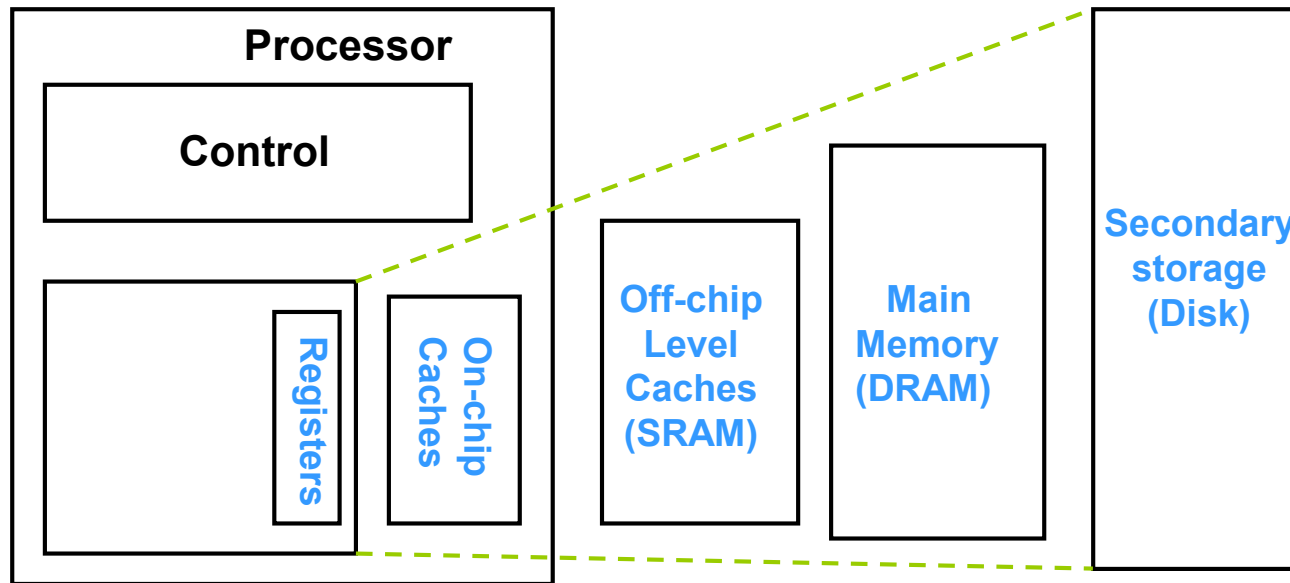 Processor
Control
Registers
On-chip
Caches
Off-chip
Level
Caches
(SRAM)
Main
Memory
(DRAM)
Secondary
storage
(Disk)